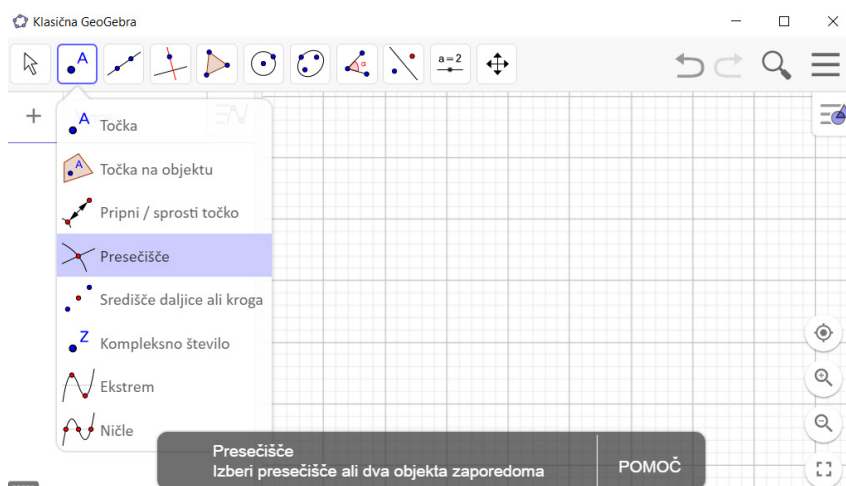 Klasična GeoGebra
A
a=2
A Točka
A Točka na objektu
Pripni / sprosti točko
Presečišče
Središče daljice ali kroga
Z Kompleksno število
Ekstrem
Ničle
Presečišče
Izberi presečišče ali dva objekta zaporedoma
POMOČ